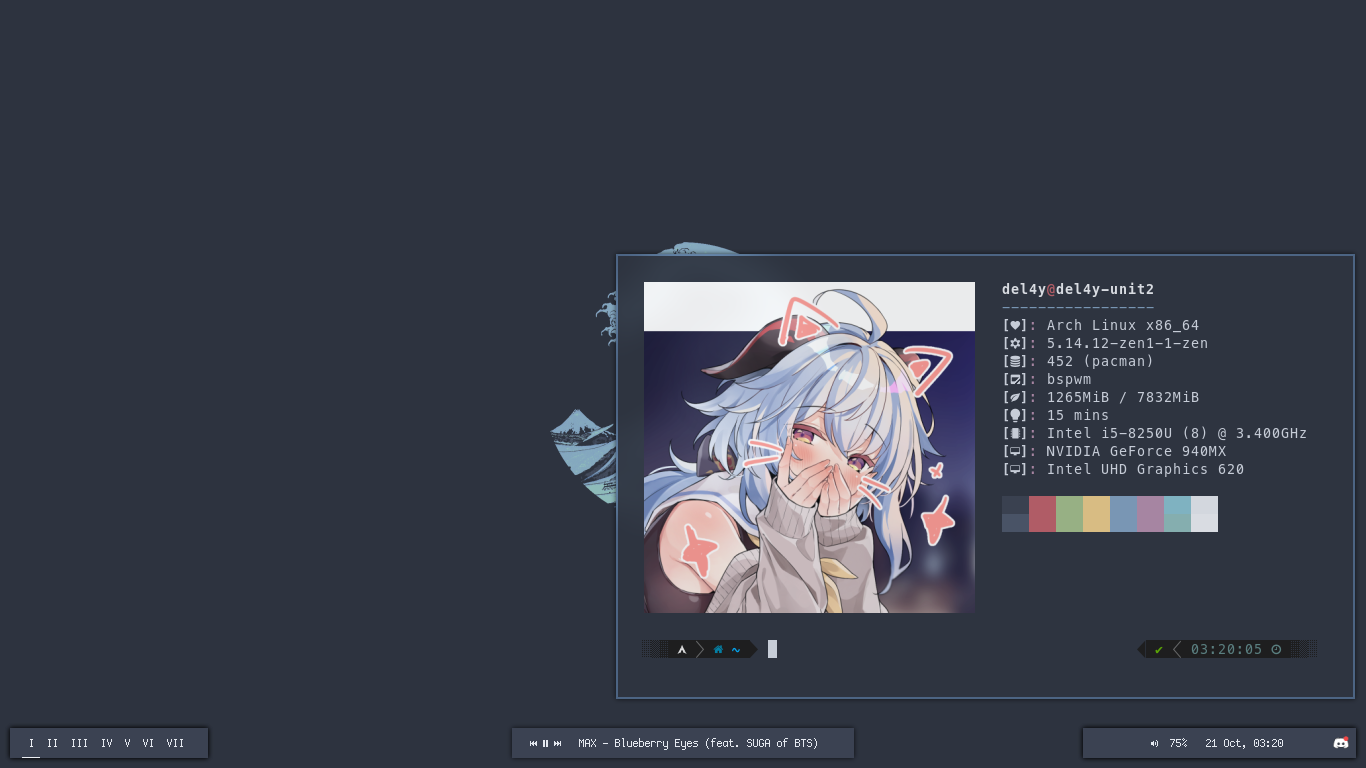 del4y@del4y-unit2
-----------------
[]: Arch Linux x86_64
[]: 5.14.12-zen1-1-zen
[]: 452 (pacman)
[]: bspwm
[]: 1265MiB / 7832MiB
[]: 15 mins
[]: Intel i5-8250U (8) @ 3.400GHz
[]: NVIDIA GeForce 940MX
[]: Intel UHD Graphics 620
~ 03:20:05
I II III IV V VI VII
MAX - Blueberry Eyes (feat. SUGA of BTS)
75% 21 Oct, 03:20